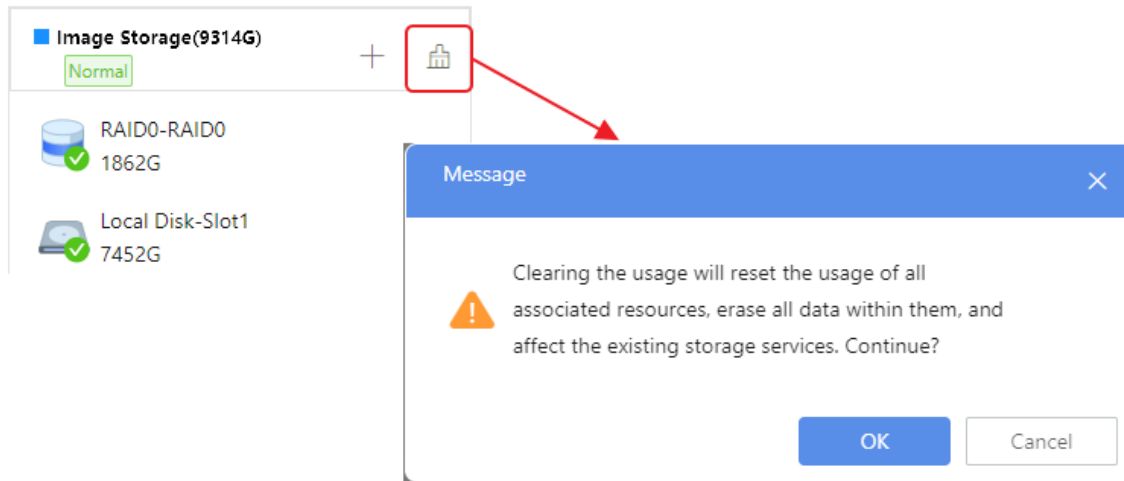 Image Storage(9314G)
Normal
RAID0-RAID0
1862G
Local Disk-Slot1
7452G
Message
Clearing the usage will reset the usage of all
associated resources, erase all data within them, and
affect the existing storage services. Continue?
OK
Cancel